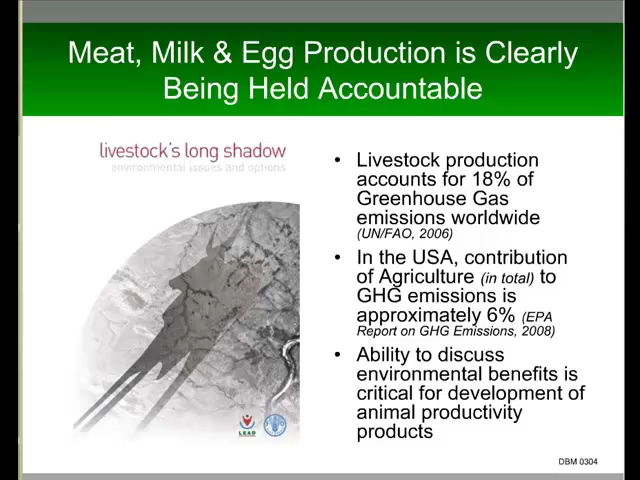 Meat, Milk & Egg Production is Clearly
Being Held Accountable
livestock's long shadow
environmental issues and options
• Livestock production
accounts for 18% of
Greenhouse Gas
emissions worldwide
(UN/FAO, 2006)
• In the USA, contribution
of Agriculture (in total) to
GHG emissions is
approximately 6% (EPA
Report on GHG Emissions, 2008)
• Ability to discuss
environmental benefits is
critical for development of
animal productivity
products
LEAD
DBM 0304